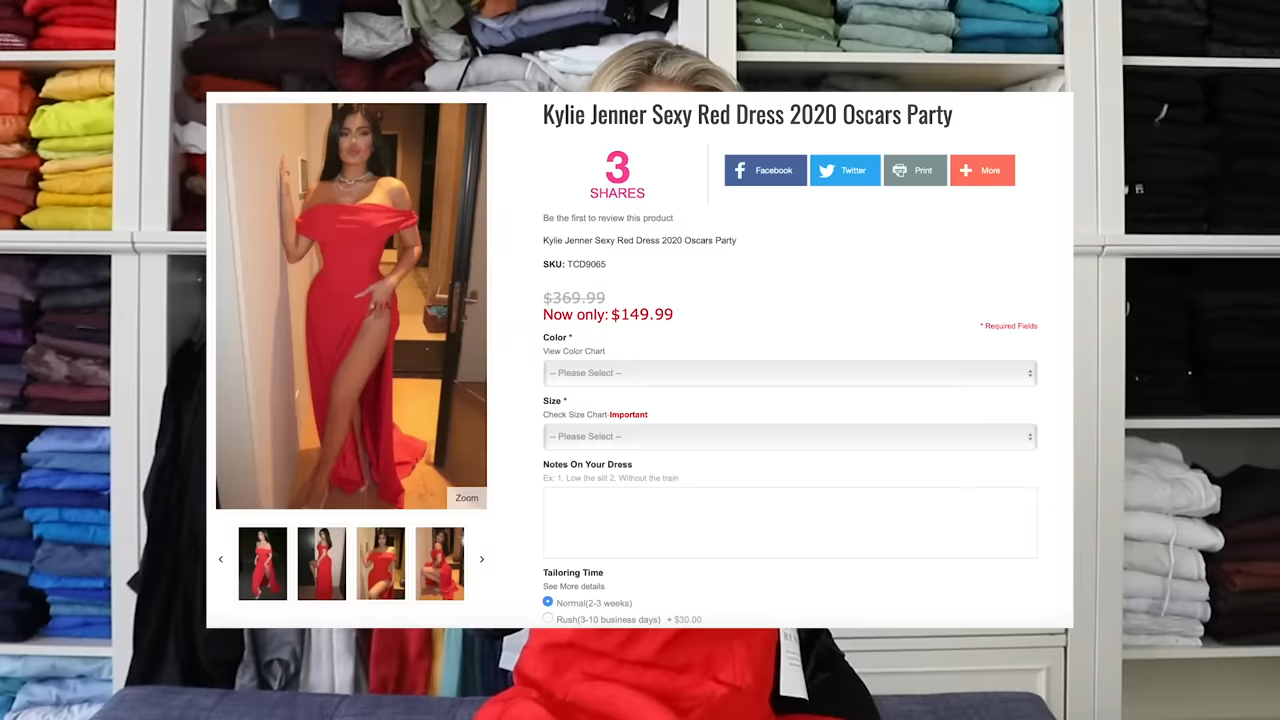 Kylie Jenner Sexy Red Dress 2020 Oscars Party
3
SHARES
Facebook
Twitter
Print
More
Be the first to review this product
Kylie Jenner Sexy Red Dress 2020 Oscars Party
SKU: TCD9065
$369.99
Now only: $149.99
* Required Fields
Color *
View Color Chart
-- Please Select --
Size *
Check Size Chart-Important
-- Please Select --
Notes On Your Dress
Ex: 1. Low the slit 2. Without the train
Zoom
Tailoring Time
See More details
Normal(2-3 weeks)
Rush(3-10 business days) + $30.00